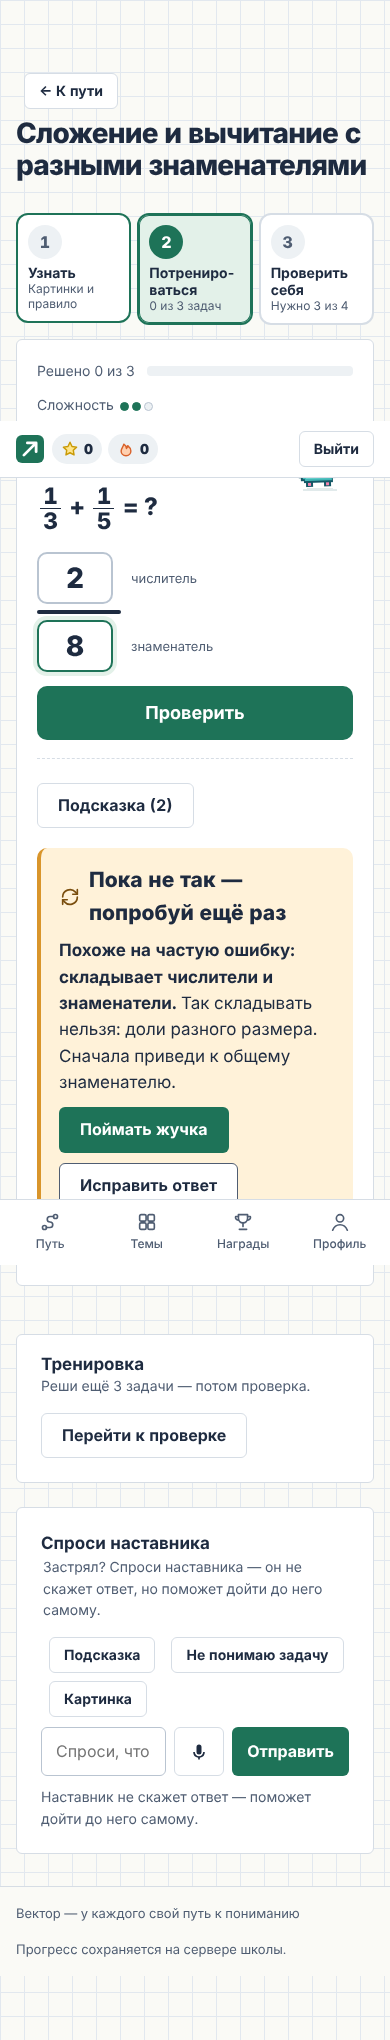 ← К пути
Сложение и вычитание с
разными знаменателями
1
Узнать
Картинки и
правило
2
Потрениро-
ваться
0 из 3 задач
3
Проверить
себя
Нужно 3 из 4
Решено 0 из 3
Сложность
0
0
Выйти
1/3 + 1/5 = ?
2 числитель
8 знаменатель
Проверить
Подсказка (2)
Пока не так —
попробуй ещё раз
Похоже на частую ошибку:
складывает числители и
знаменатели. Так складывать
нельзя: доли разного размера.
Сначала приведи к общему
знаменателю.
Поймать жучка
Исправить ответ
Путь
Темы
Награды
Профиль
Тренировка
Реши ещё 3 задачи — потом проверка.
Перейти к проверке
Спроси наставника
Застрял? Спроси наставника — он не
скажет ответ, но поможет дойти до него
самому.
Подсказка
Не понимаю задачу
Картинка
Спроси, что
Отправить
Наставник не скажет ответ — поможет
дойти до него самому.
Вектор — у каждого свой путь к пониманию
Прогресс сохраняется на сервере школы.